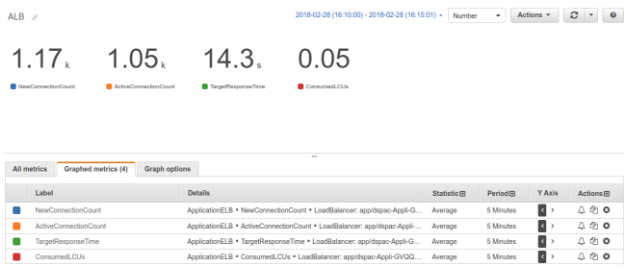 ALB
2018-02-28 (16:10:00) - 2018-02-28 (16:15:01)
Number
Actions
1.17 k
1.05 k
14.3 s
0.05
NewConnectionCount
ActiveConnectionCount
TargetResponseTime
ConsumedLCUs
All metrics
Graphed metrics (4)
Graph options
Label Details Statistic Period Y Axis Actions
NewConnectionCount ApplicationELB • NewConnectionCount • LoadBalancer: app/dspac-Appli-G... Average 5 Minutes
ActiveConnectionCount ApplicationELB • ActiveConnectionCount • LoadBalancer: app/dspac-Appli-... Average 5 Minutes
TargetResponseTime ApplicationELB • TargetResponseTime • LoadBalancer: app/dspac-Appli-G... Average 5 Minutes
ConsumedLCUs ApplicationELB • ConsumedLCUs • LoadBalancer: app/dspac-Appli-GVQQ... Average 5 Minutes